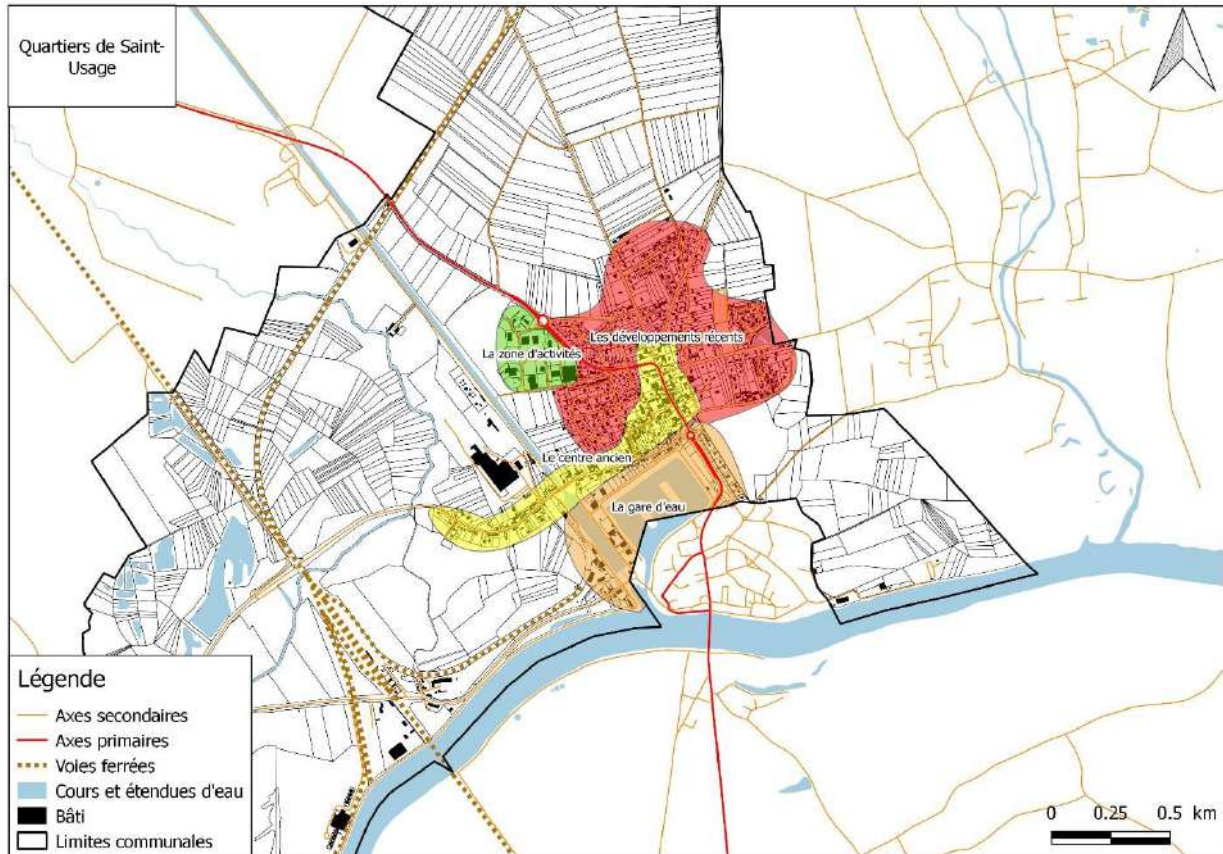 Quartiers de Saint-
Usage
Les développements récents
La zone d'activités
Le centre ancien
La gare d'eau
Légende
Axes secondaires
Axes primaires
Voies ferrées
Cours et étendues d'eau
Bâti
Limites communales
0 0.25 0.5 km